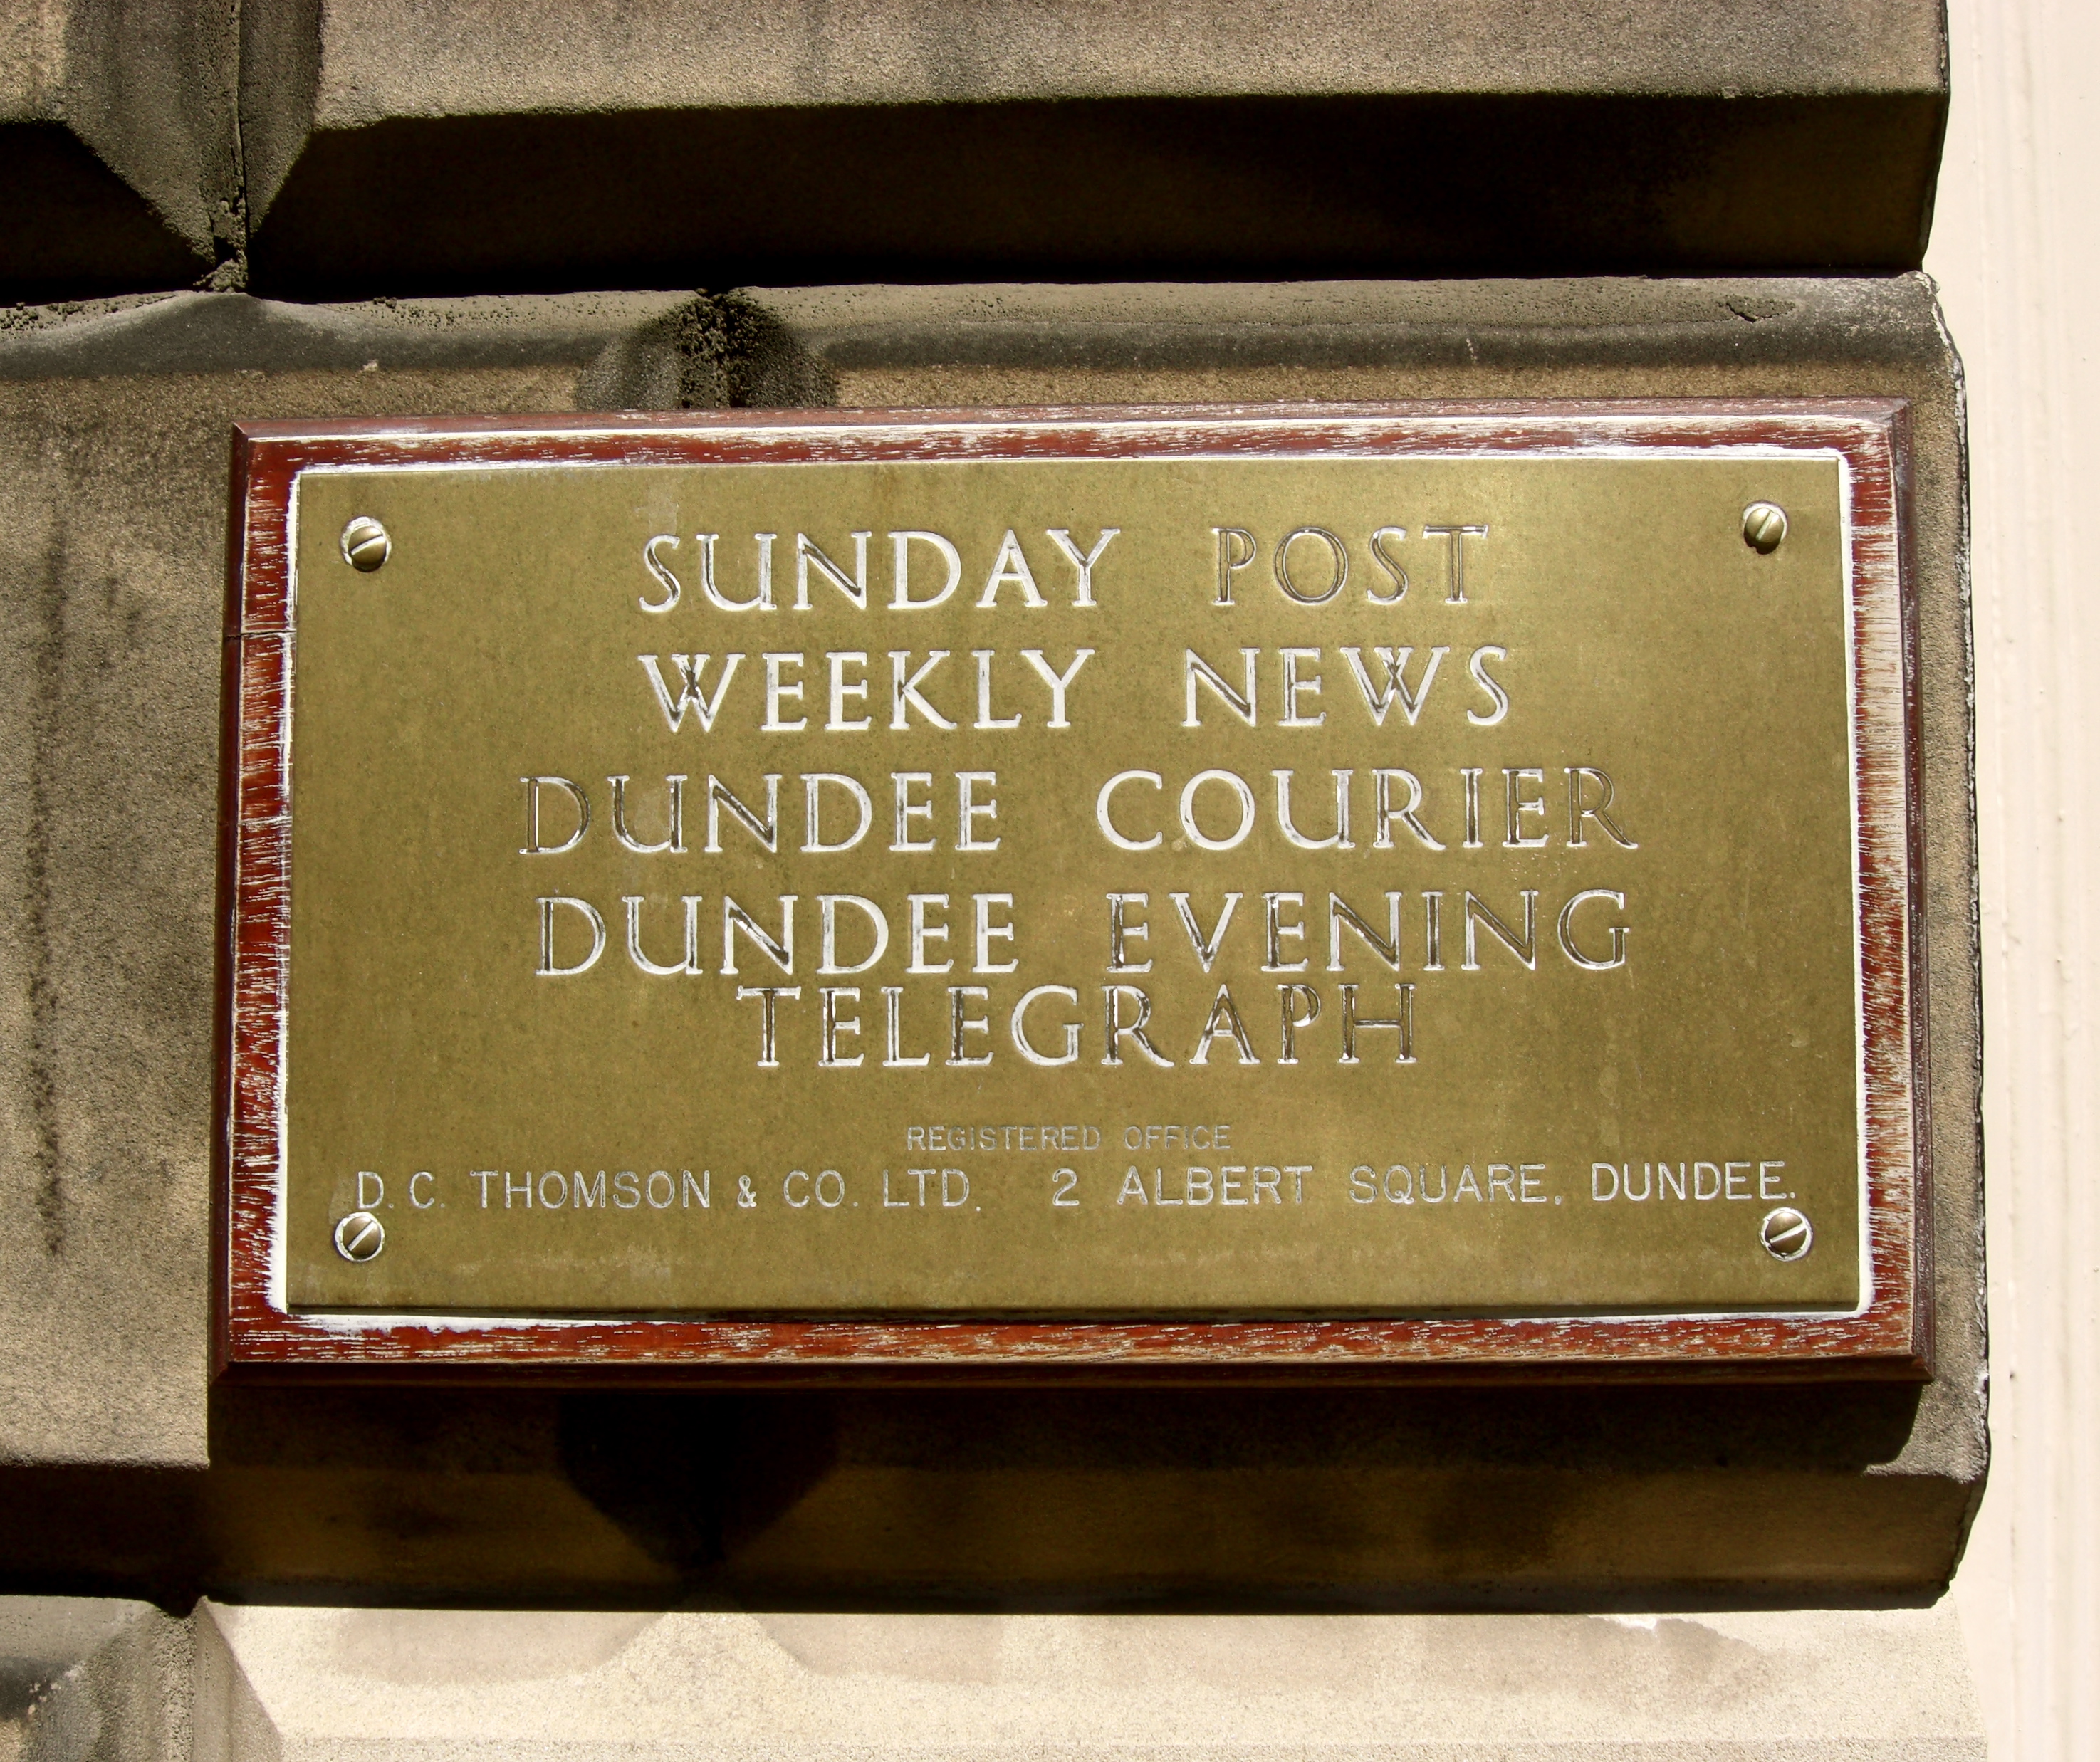 SUNDAY POST
WEEKLY NEWS
DUNDEE COURIER
DUNDEE EVENING
TELEGRAPH
REGISTERED OFFICE
D. C. THOMSON & CO. LTD. 2 ALBERT SQUARE, DUNDEE.